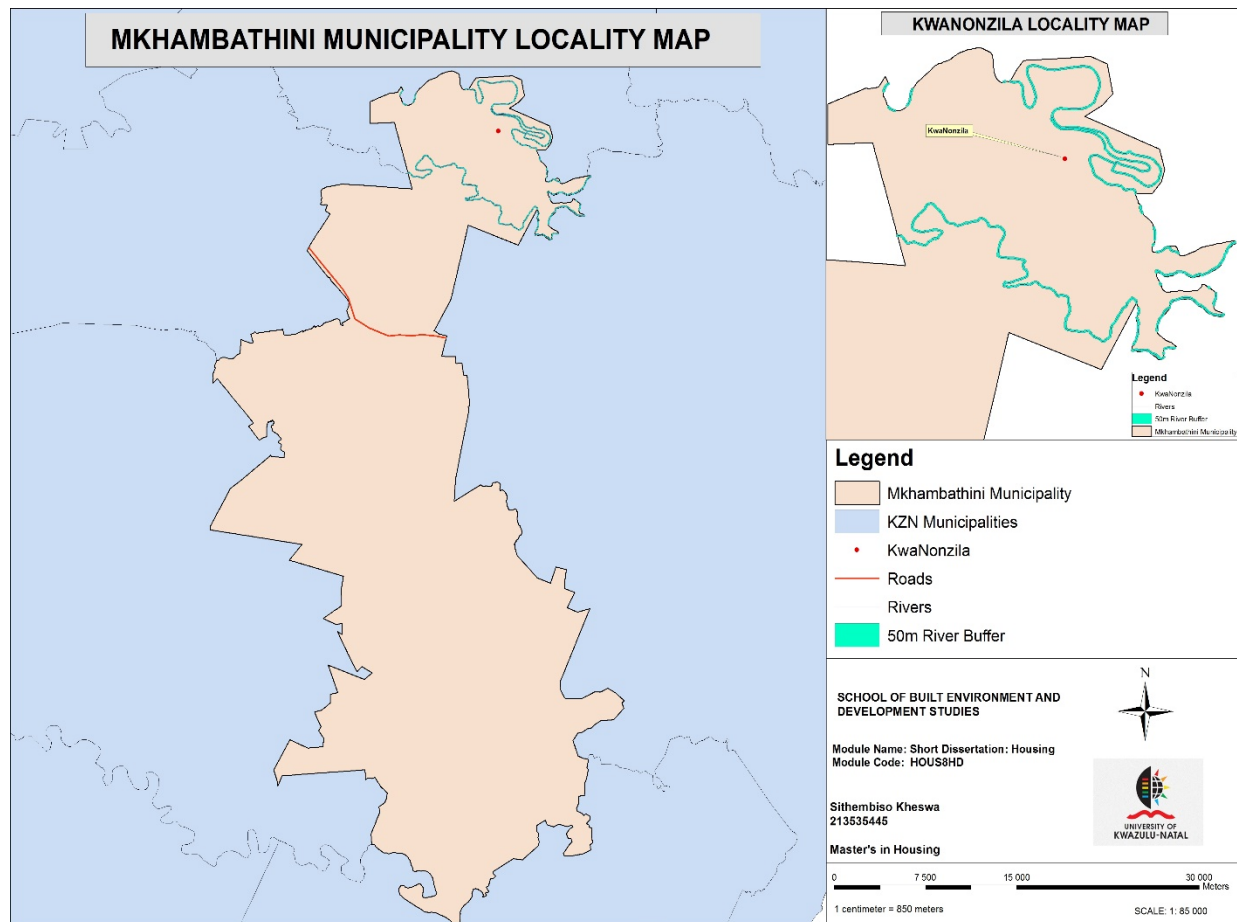 MKHAMBATHINI MUNICIPALITY LOCALITY MAP
KWANONZILA LOCALITY MAP
KwaNonzila
Legend
KwaNonzila
Rivers
50m River Buffer
Mkhambathini Municipality
Legend
Mkhambathini Municipality
KZN Municipalities
KwaNonzila
Roads
Rivers
50m River Buffer
SCHOOL OF BUILT ENVIRONMENT AND
DEVELOPMENT STUDIES
Module Name: Short Dissertation: Housing
Module Code: HOUS8HD
Sithembiso Kheswa
213535445
Master's in Housing
N
UNIVERSITY OF
KWAZULU-NATAL
0 7 500 15 000 30 000
Meters
1 centimeter = 850 meters
SCALE: 1: 85 000